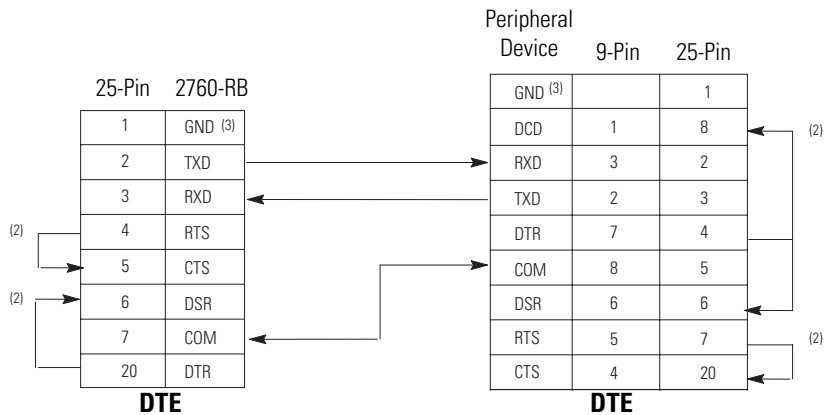 Peripheral
Device 9-Pin 25-Pin
25-Pin 2760-RB
GND (3) 1
1 GND (3)
DCD 1 8 (2)
2 TXD
RXD 3 2
3 RXD
TXD 2 3
(2) 4 RTS
DTR 7 4
5 CTS
COM 8 5
(2) 6 DSR
DSR 6 6
7 COM
RTS 5 7 (2)
20 DTR
CTS 4 20
DTE DTE